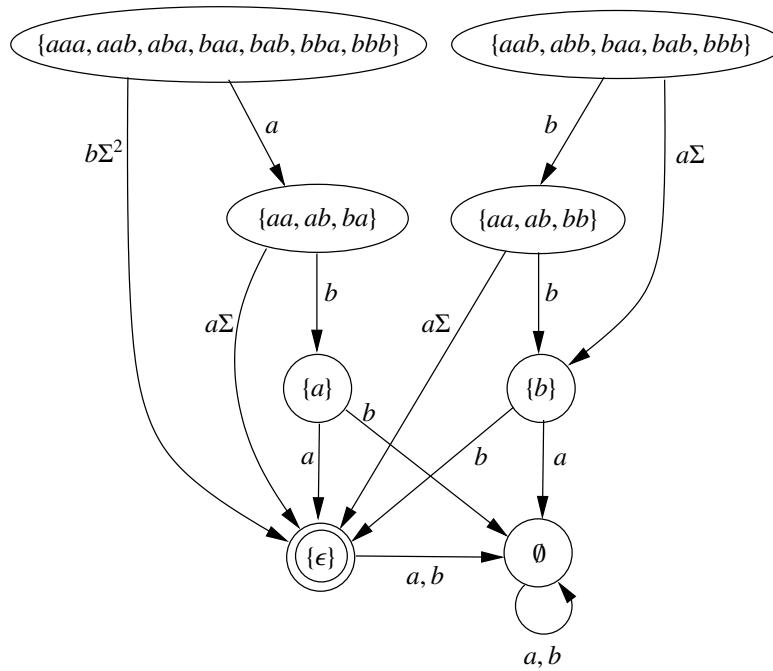 {aaa, aab, aba, baa, bab, bba, bbb} {aab, abb, baa, bab, bbb}
a b
bΣ² aΣ
{aa, ab, ba} {aa, ab, bb}
b b
aΣ aΣ
{a} {b}
b
a b a
{ϵ} ∅
a, b
a, b